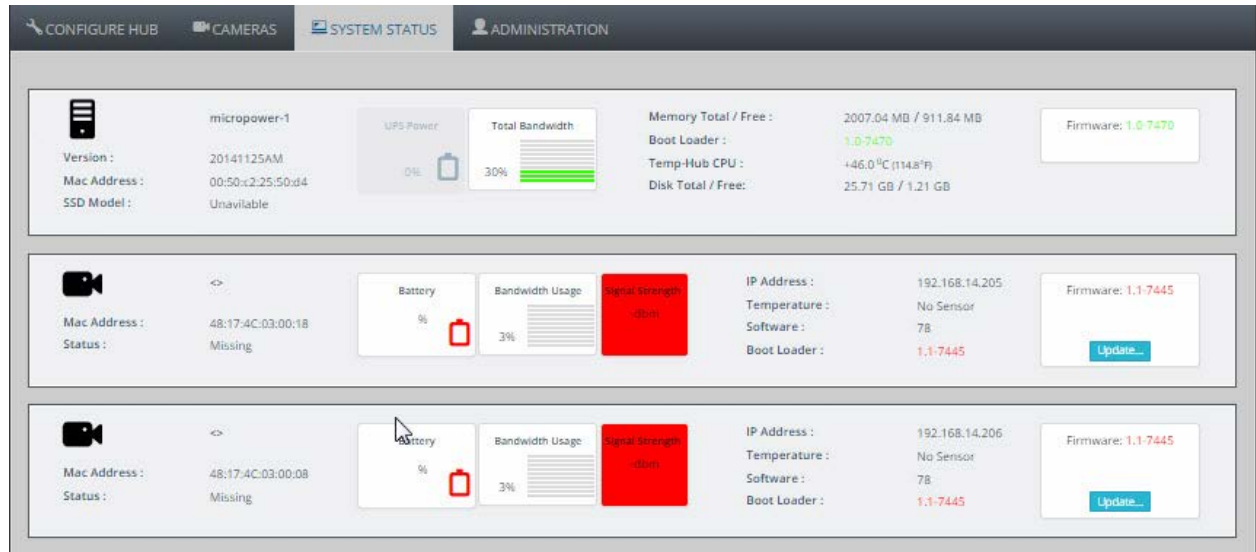 CONFIGURE HUB CAMERAS SYSTEM STATUS ADMINISTRATION
micropower-1
Version : 20141125AM
Mac Address : 00:50:c2:25:50:d4
SSD Model : Unavilable
UPS Power
0%
Total Bandwidth
30%
Memory Total / Free : 2007.04 MB / 911.84 MB
Boot Loader : 1.0-7470
Temp-Hub CPU : +46.0 ⁰C (114.8°F)
Disk Total / Free: 25.71 GB / 1.21 GB
Firmware: 1.0-7470
<>
Mac Address : 48:17:4C:03:00:18
Status : Missing
Battery
%
Bandwidth Usage
3%
Signal Strength
-dbm
IP Address : 192.168.14.205
Temperature : No Sensor
Software : 78
Boot Loader : 1.1-7445
Firmware: 1.1-7445
Update...
<>
Mac Address : 48:17:4C:03:00:08
Status : Missing
Battery
%
Bandwidth Usage
3%
Signal Strength
-dbm
IP Address : 192.168.14.206
Temperature : No Sensor
Software : 78
Boot Loader : 1.1-7445
Firmware: 1.1-7445
Update...